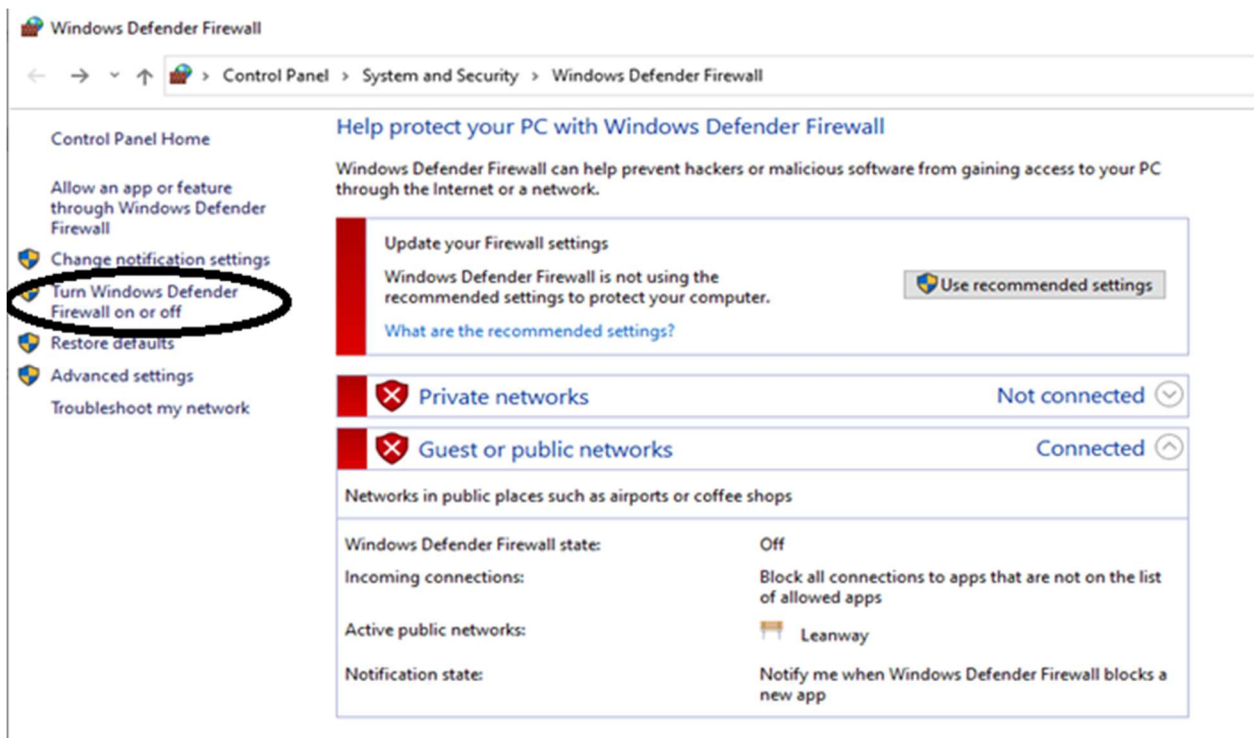 Windows Defender Firewall
Control Panel > System and Security > Windows Defender Firewall
Control Panel Home
Allow an app or feature
through Windows Defender
Firewall
Change notification settings
Turn Windows Defender
Firewall on or off
Restore defaults
Advanced settings
Troubleshoot my network
Help protect your PC with Windows Defender Firewall
Windows Defender Firewall can help prevent hackers or malicious software from gaining access to your PC
through the Internet or a network.
Update your Firewall settings
Windows Defender Firewall is not using the
recommended settings to protect your computer.
What are the recommended settings?
Use recommended settings
Private networks Not connected
Guest or public networks Connected
Networks in public places such as airports or coffee shops
Windows Defender Firewall state: Off
Incoming connections: Block all connections to apps that are not on the list
of allowed apps
Active public networks: Leanway
Notification state: Notify me when Windows Defender Firewall blocks a
new app